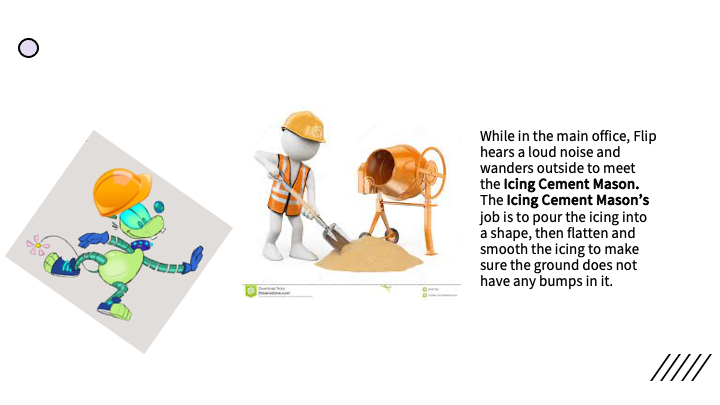 While in the main office, Flip
hears a loud noise and
wanders outside to meet
the Icing Cement Mason.
The Icing Cement Mason's
job is to pour the icing into
a shape, then flatten and
smooth the icing to make
sure the ground does not
have any bumps in it.
Download from
Dreamstime.com